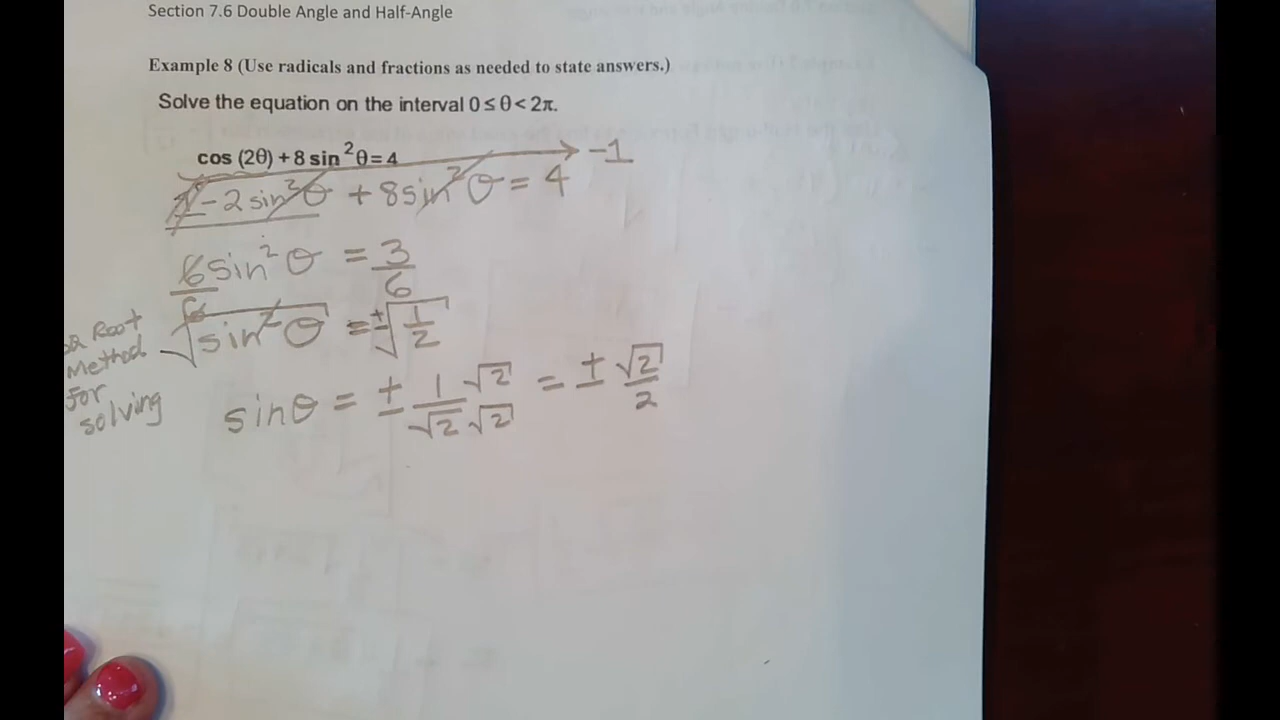 Section 7.6 Double Angle and Half-Angle
Example 8 (Use radicals and fractions as needed to state answers.)
Solve the equation on the interval 0 ≤ θ < 2π.
cos (2θ) + 8 sin²θ = 4
1 - 2 sin²θ + 8 sin²θ = 4 -1
6 sin²θ = 3
6 6
√sin²θ = ±√1/2
Root
Method
For
solving
sinθ = ± 1/√2 √2/√2 = ± √2/2